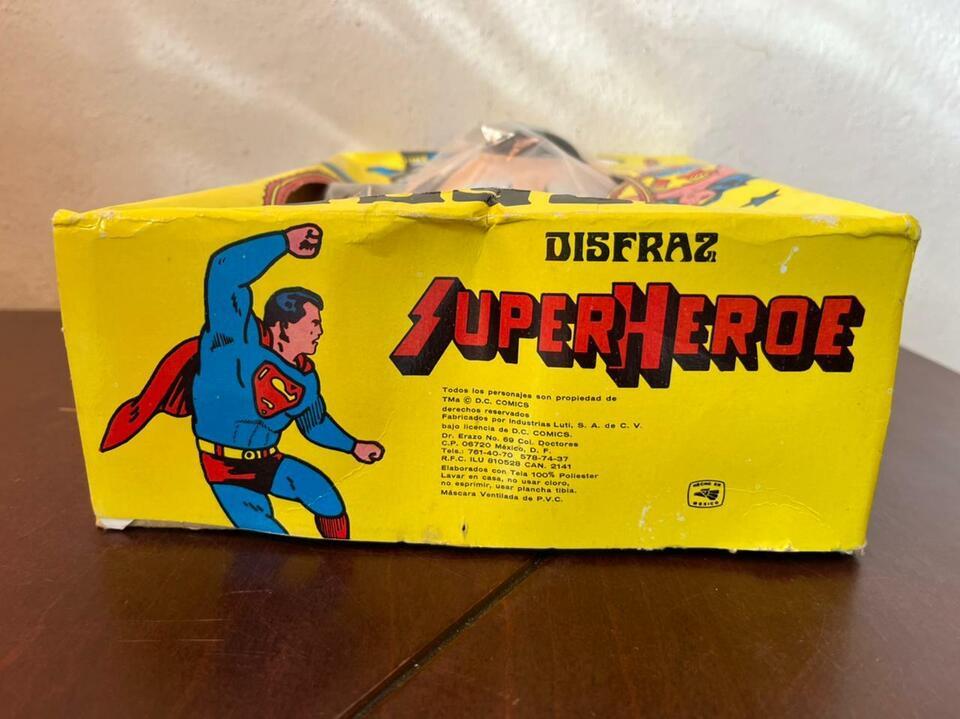 DISFRAZ
SUPERHEROE
Todos los personajes son propiedad de
TMa © D.C. COMICS
derechos reservados
Fabricados por Industrias Luti, S. A. de C. V.
bajo licencia de D.C. COMICS.
Dr. Erazo No. 69 Col. Doctores
C.P. 06720 México, D. F.
Tels.: 761-40-70 578-74-37
R.F.C. ILU 810528 CAN. 2141
Elaborados con Tela 100% Poliester
Lavar en casa, no usar cloro,
no esprimir, usar plancha tibia.
Máscara Ventilada de P.V.C.
HECHO EN
MEXICO
S